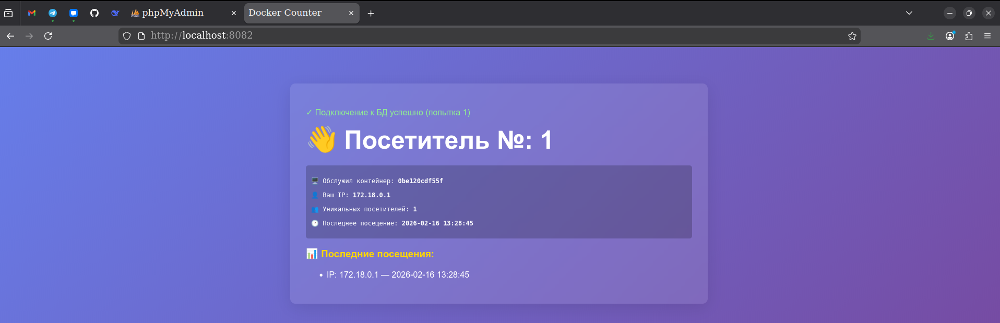 phpMyAdmin
Docker Counter
http://localhost:8082
✓ Подключение к БД успешно (попытка 1)
👋 Посетитель №: 1
🖥️ Обслужил контейнер: 0be120cdf55f
👤 Ваш IP: 172.18.0.1
👥 Уникальных посетителей: 1
🕐 Последнее посещение: 2026-02-16 13:28:45
📊 Последние посещения:
• IP: 172.18.0.1 — 2026-02-16 13:28:45